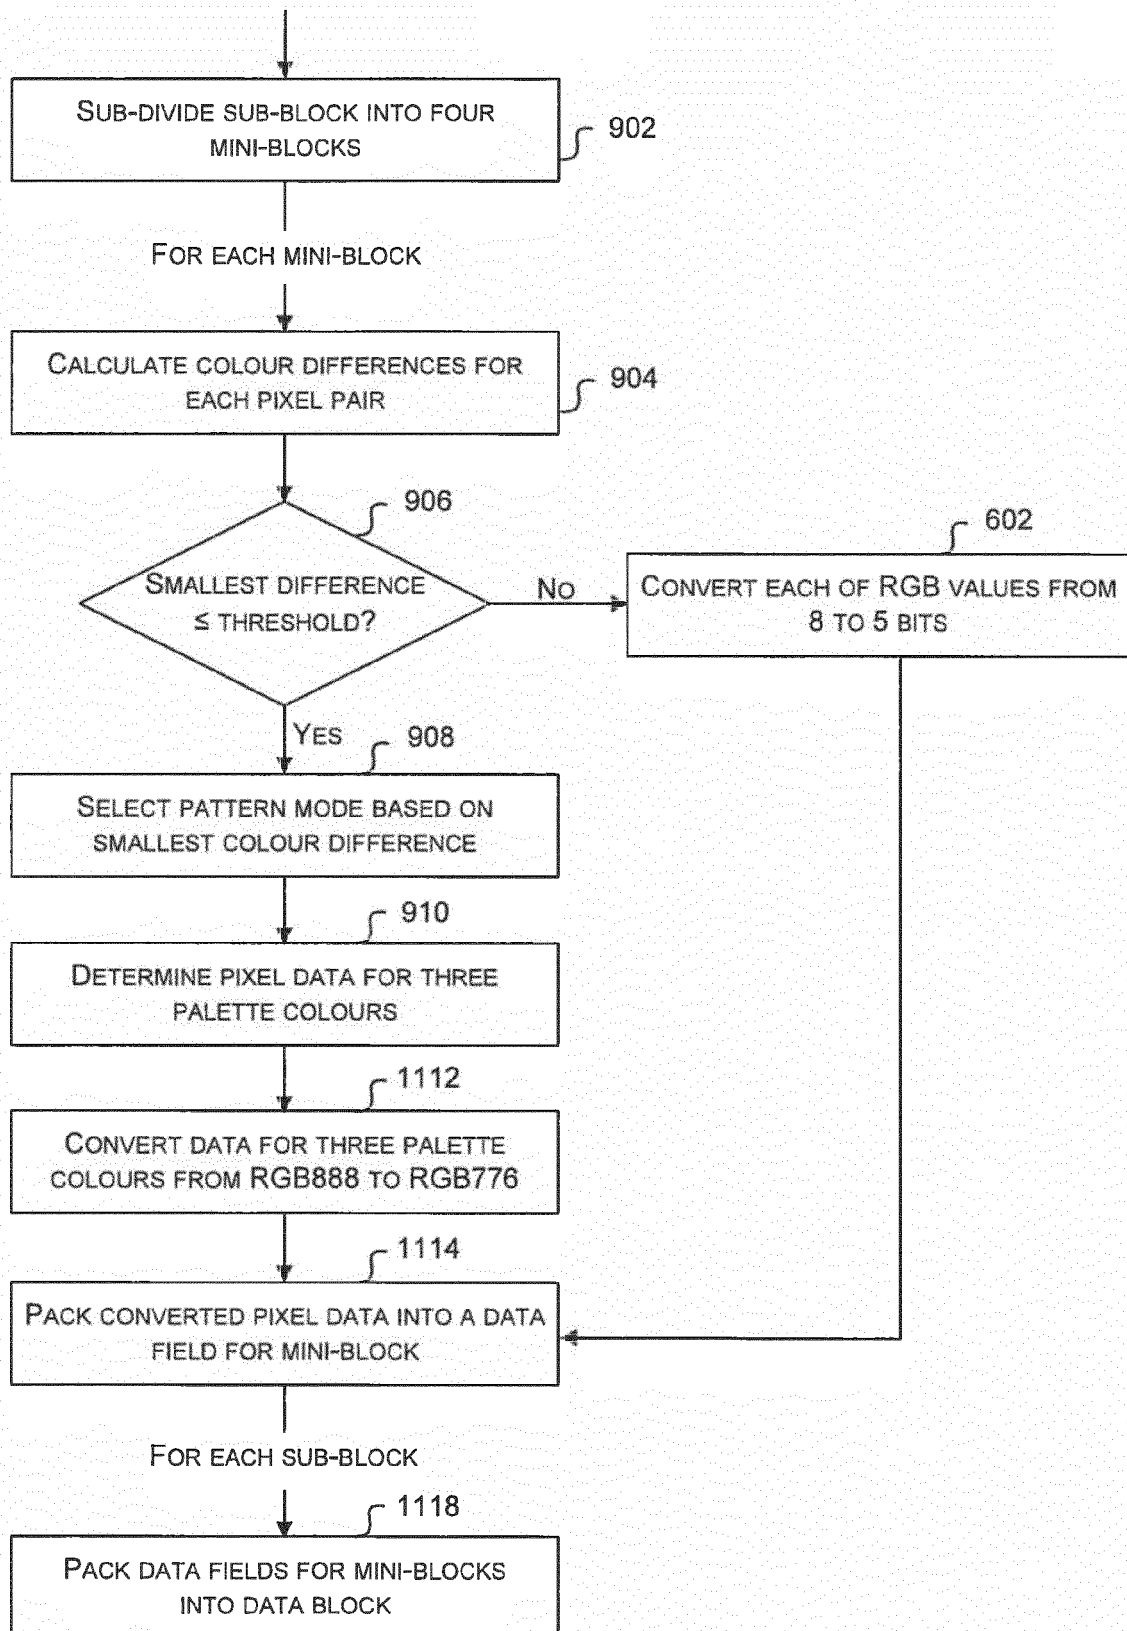 SUB-DIVIDE SUB-BLOCK INTO FOUR
MINI-BLOCKS
902
FOR EACH MINI-BLOCK
CALCULATE COLOUR DIFFERENCES FOR
EACH PIXEL PAIR
904
906
SMALLEST DIFFERENCE
≤ THRESHOLD?
NO
602
CONVERT EACH OF RGB VALUES FROM
8 TO 5 BITS
YES
908
SELECT PATTERN MODE BASED ON
SMALLEST COLOUR DIFFERENCE
910
DETERMINE PIXEL DATA FOR THREE
PALETTE COLOURS
1112
CONVERT DATA FOR THREE PALETTE
COLOURS FROM RGB888 TO RGB776
1114
PACK CONVERTED PIXEL DATA INTO A DATA
FIELD FOR MINI-BLOCK
FOR EACH SUB-BLOCK
1118
PACK DATA FIELDS FOR MINI-BLOCKS
INTO DATA BLOCK